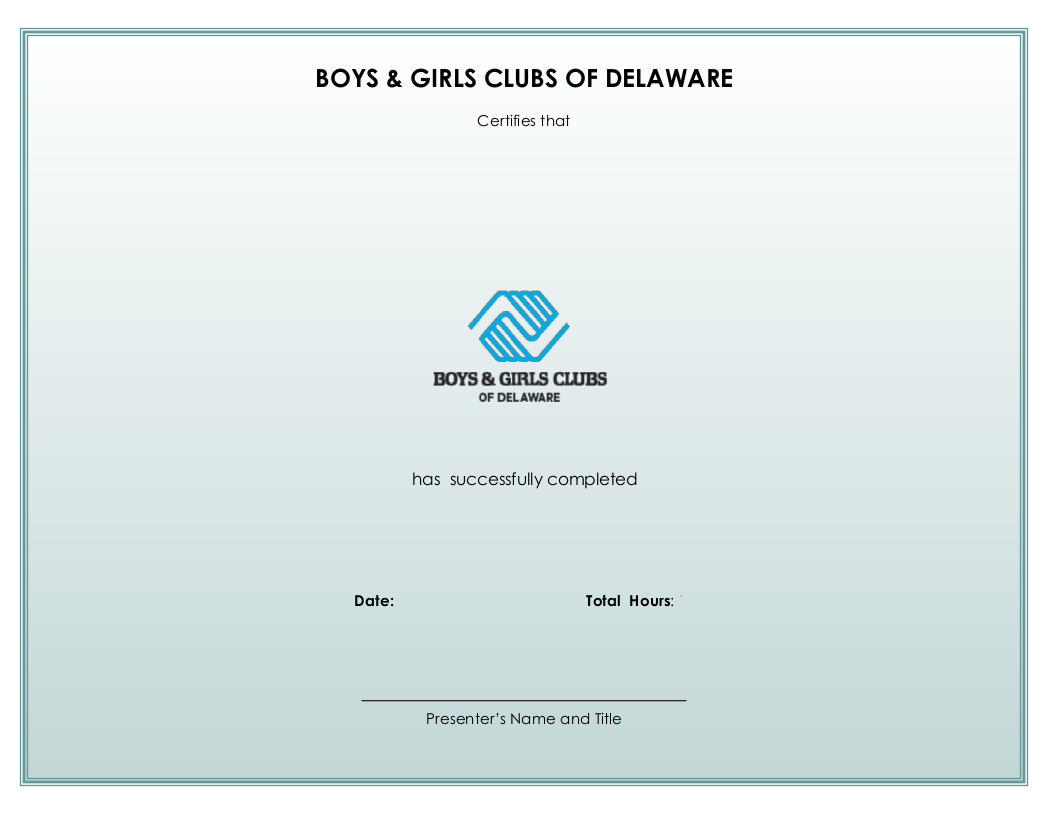 BOYS & GIRLS CLUBS OF DELAWARE
Certifies that
BOYS & GIRLS CLUBS
OF DELAWARE
has successfully completed
Date: Total Hours:
Presenter’s Name and Title